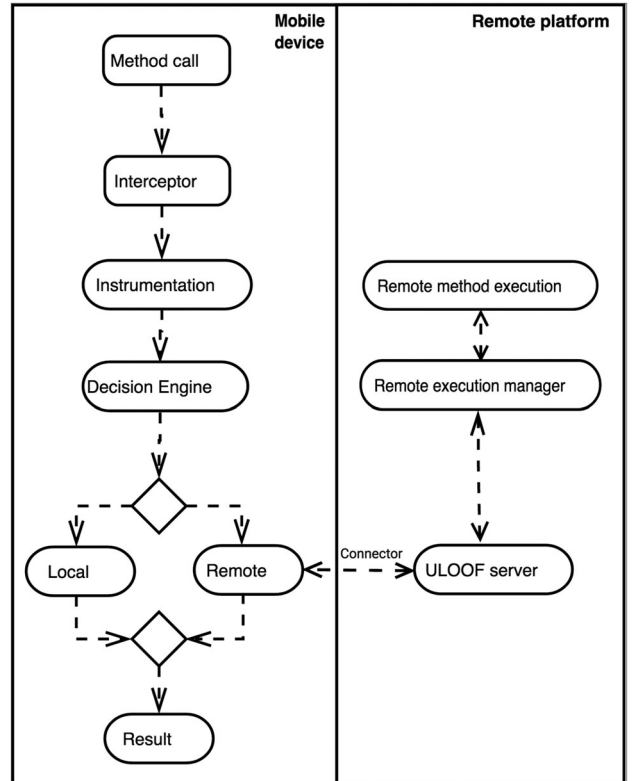 Mobile
device
Remote platform
Method call
Interceptor
Instrumentation
Decision Engine
Local
Remote
Result
Remote method execution
Remote execution manager
Connector
ULOOF server